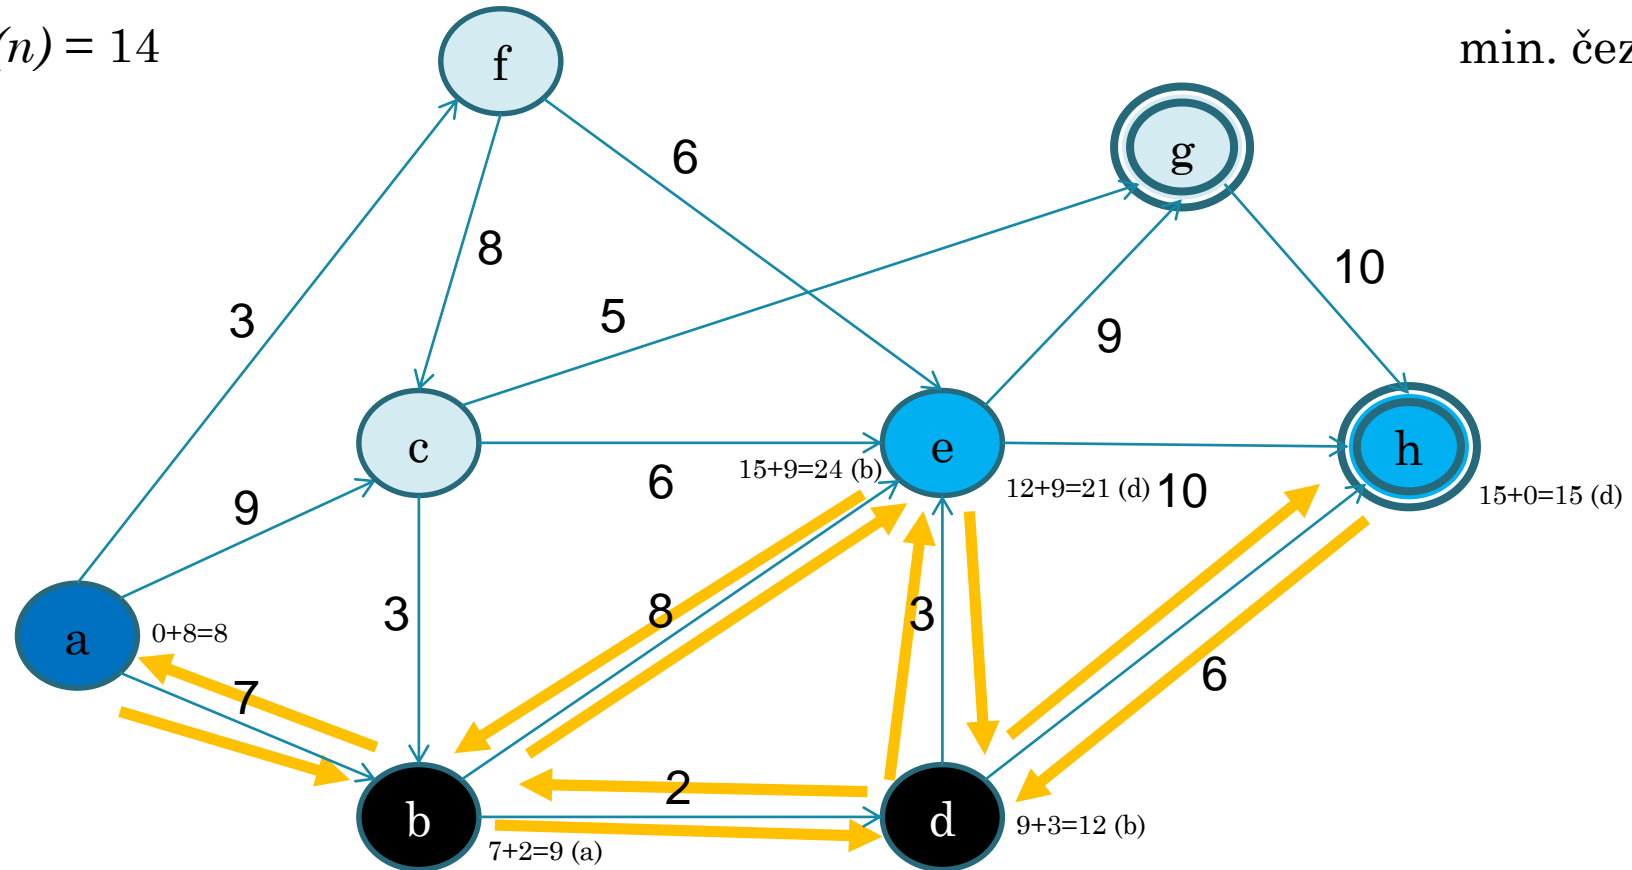 (n) = 14
min. čez
f
g
6
8
10
3
5
9
c
e
h
15+9=24 (b)
6
12+9=21 (d)
10
15+0=15 (d)
9
3
8
3
a
0+8=8
6
7
2
b
d
9+3=12 (b)
7+2=9 (a)